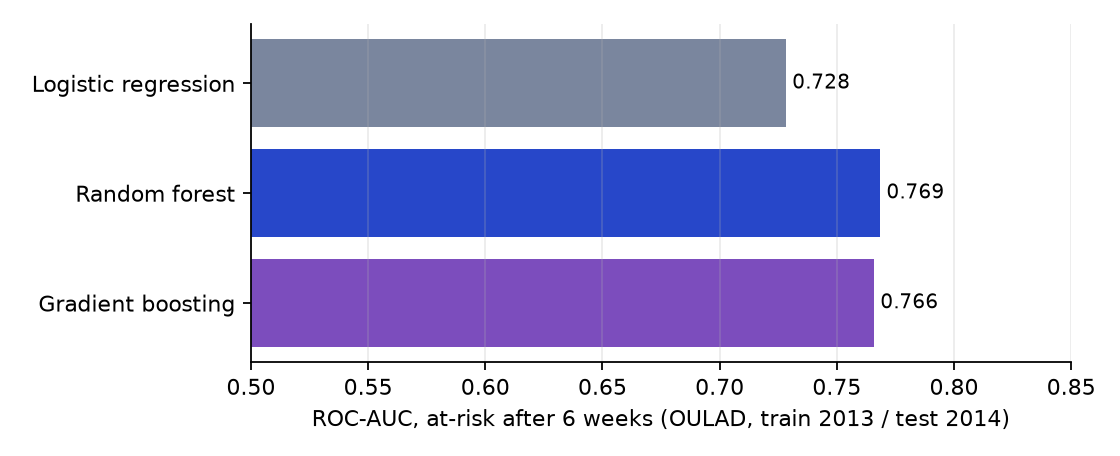 Logistic regression
0.728
Random forest
0.769
Gradient boosting
0.766
0.50 0.55 0.60 0.65 0.70 0.75 0.80 0.85
ROC-AUC, at-risk after 6 weeks (OULAD, train 2013 / test 2014)